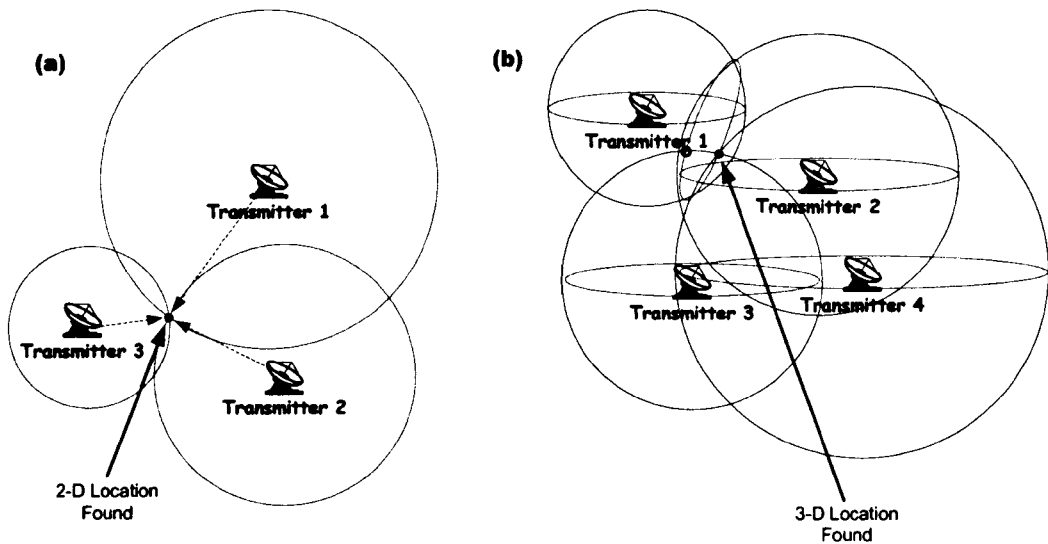 (a)
Transmitter 1
Transmitter 3
Transmitter 2
2-D Location
Found
(b)
Transmitter 1
Transmitter 2
Transmitter 3
Transmitter 4
3-D Location
Found